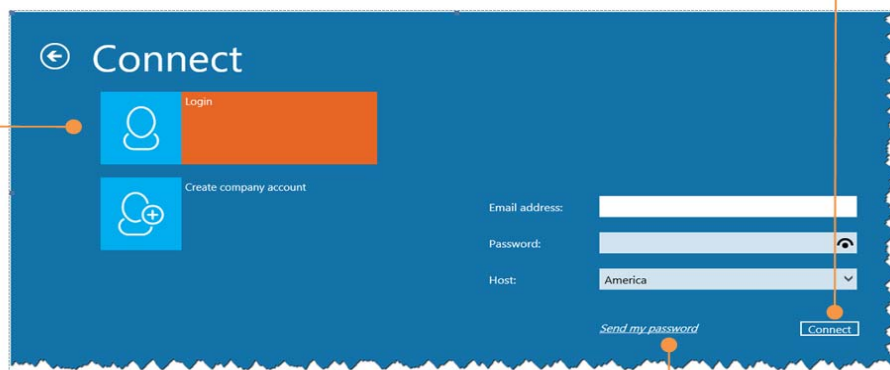 Connect
Login
Create company account
Email address:
Password:
Host:
America
Send my password
Connect